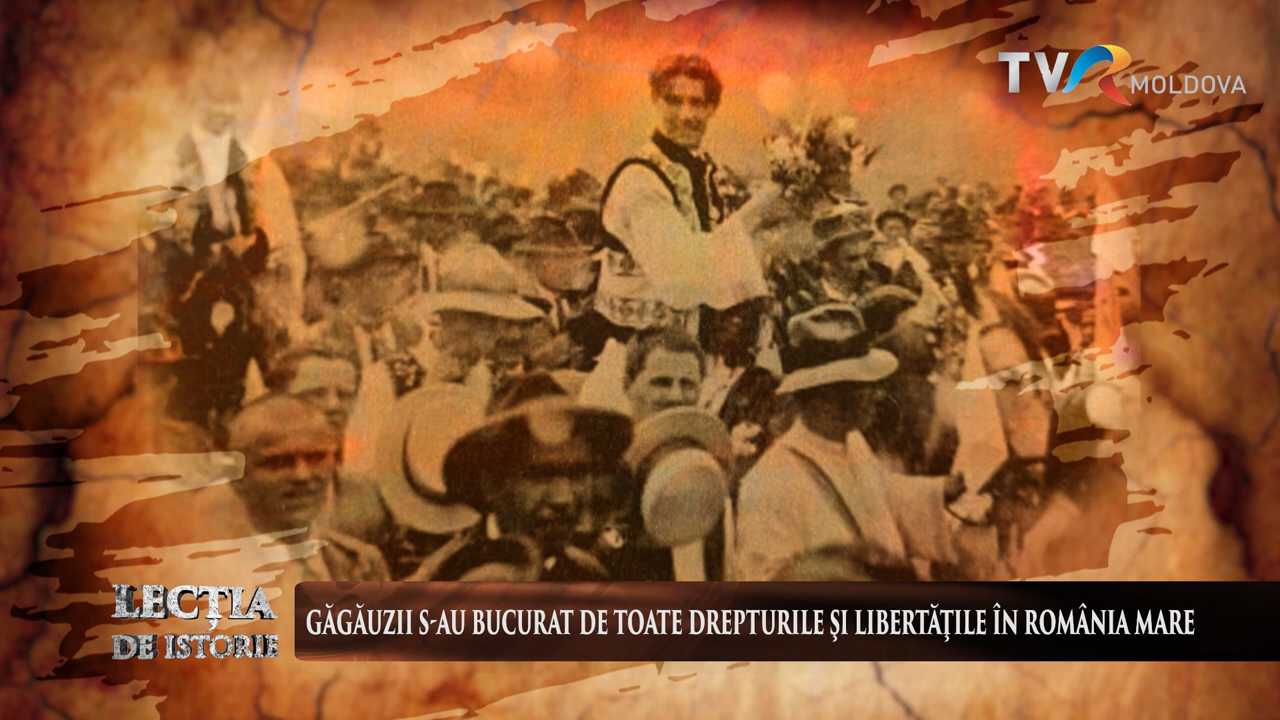 TVR MOLDOVA
LECȚIA
DE ISTORIE
GĂGĂUZII S-AU BUCURAT DE TOATE DREPTURILE ŞI LIBERTĂŢILE ÎN ROMÂNIA MARE